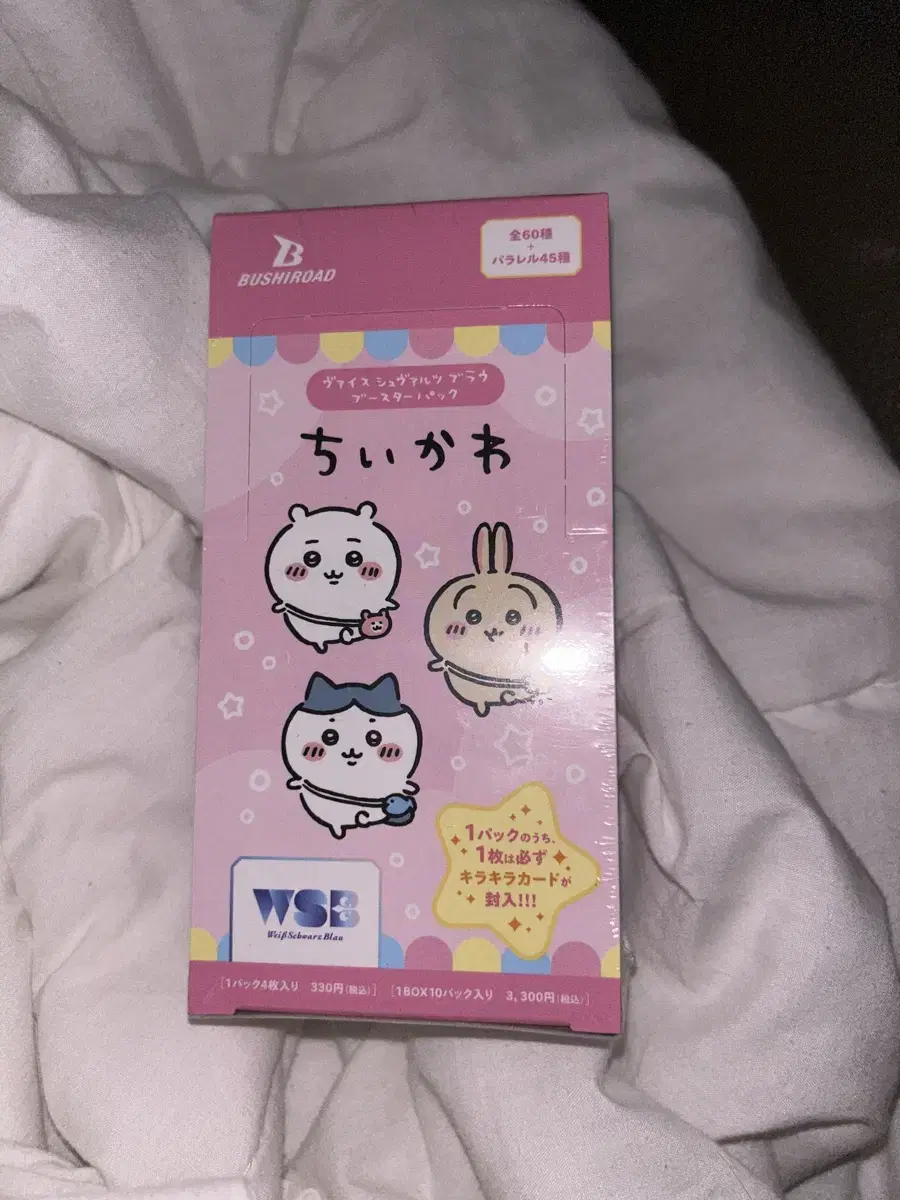 BUSHIROAD
全60種
+
パラレル45種
ヴァイス シュヴァルツ ブラウ
ブースターパック
ちいかわ
1パックのうち、
1枚は必ず
キラキラカードが
封入!!!
WSB
WeiβSchwarzBlau
[1パック4枚入り 330円(税込)] [1BOX10パック入り 3,300円(税込)]